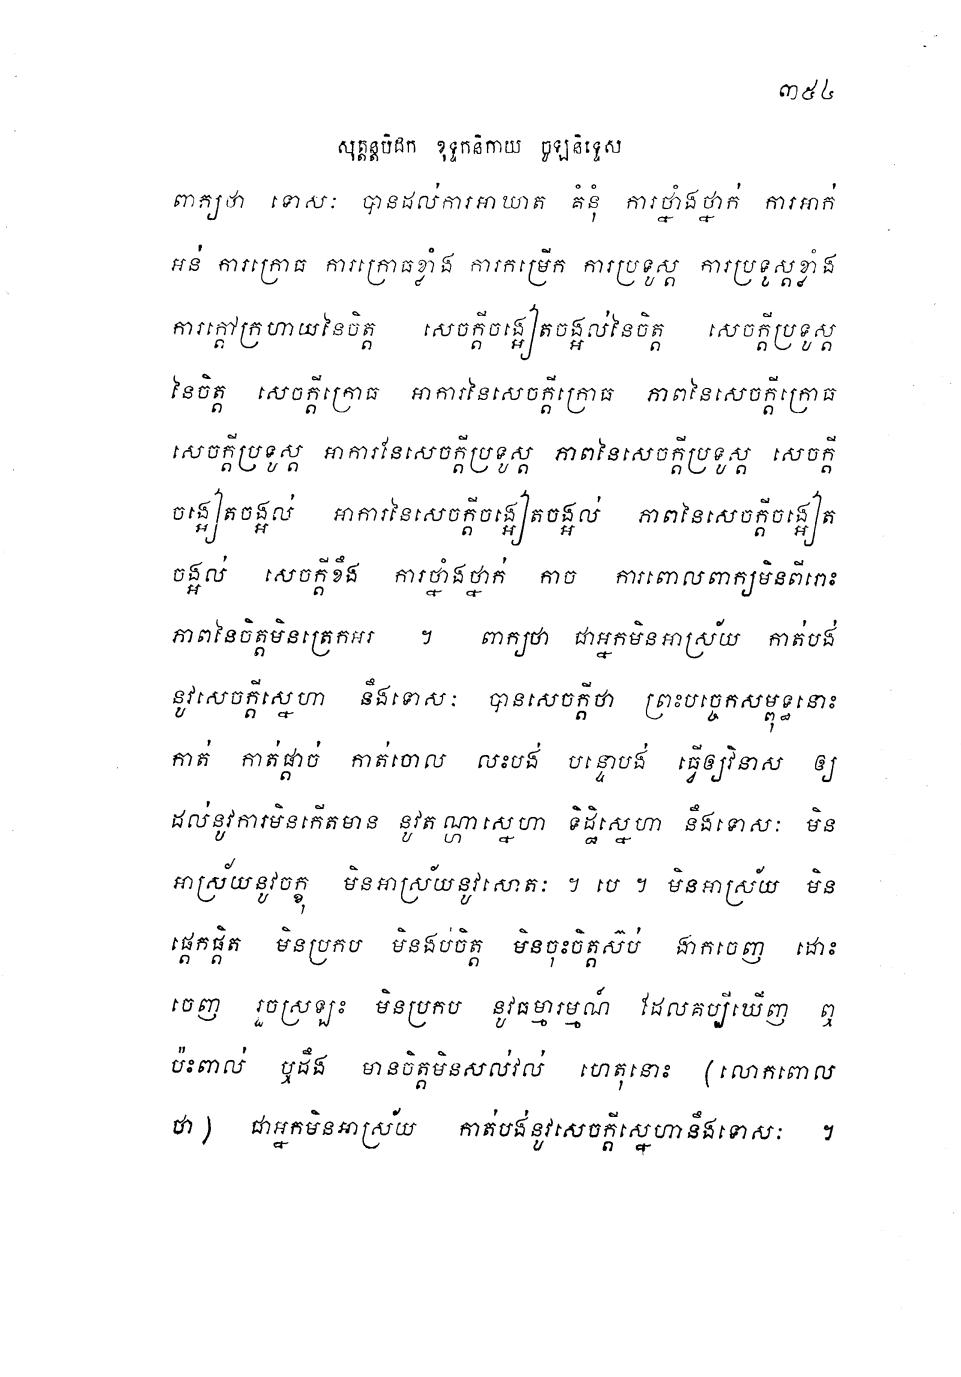 ៣៥៤
សុត្តន្តបិដក ខុទ្ទកនិកាយ ចូឡនិទ្ទេស
ពាក្យថា ទោសៈ បានដល់ការអាឃាត គំនុំ ការថ្នាំងថ្នាក់ ការអាក់
អន់ ការក្រោធ ការក្រោធខ្លាំង ការកម្រើក ការប្រទូស្ត ការប្រទូស្តខ្លាំង
ការក្តៅក្រហាយនៃចិត្ត សេចក្តីចង្អៀតចង្អល់នៃចិត្ត សេចក្តីប្រទូស្ត
នៃចិត្ត សេចក្តីក្រោធ អាការនៃសេចក្តីក្រោធ ភាពនៃសេចក្តីក្រោធ
សេចក្តីប្រទូស្ត អាការនៃសេចក្តីប្រទូស្ត ភាពនៃសេចក្តីប្រទូស្ត សេចក្តី
ចង្អៀតចង្អល់ អាការនៃសេចក្តីចង្អៀតចង្អល់ ភាពនៃសេចក្តីចង្អៀត
ចង្អល់ សេចក្តីខឹង ការថ្នាំងថ្នាក់ កាច ការពោលពាក្យមិនពីរោះ
ភាពនៃចិត្តមិនត្រេកអរ ។ ពាក្យថា ជាអ្នកមិនអាស្រ័យ កាត់បង់
នូវសេចក្តីស្នេហា នឹងទោសៈ បានសេចក្តីថា ព្រះបច្ចេកសម្ពុទ្ធនោះ
កាត់ កាត់ផ្តាច់ កាត់ចោល លះបង់ បន្ទោបង់ ធ្វើឲ្យវិនាស ឲ្យ
ដល់នូវការមិនកើតមាន នូវតណ្ហាស្នេហា ទិដ្ឋិស្នេហា នឹងទោសៈ មិន
អាស្រ័យនូវចក្ខុ មិនអាស្រ័យនូវសោតៈ ។ បេ ។ មិនអាស្រ័យ មិន
ផ្តេកផ្តិត មិនប្រកប មិនងប់ចិត្ត មិនចុះចិត្តស៊ប់ ងាកចេញ ដោះ
ចេញ រួចស្រឡះ មិនប្រកប នូវធម្មារម្មណ៍ ដែលគប្បីឃើញ ឮ
ប៉ះពាល់ ឬដឹង មានចិត្តមិនសល់វល់ ហេតុនោះ (លោកពោល
ថា) ជាអ្នកមិនអាស្រ័យ កាត់បង់នូវសេចក្តីស្នេហានឹងទោសៈ ។